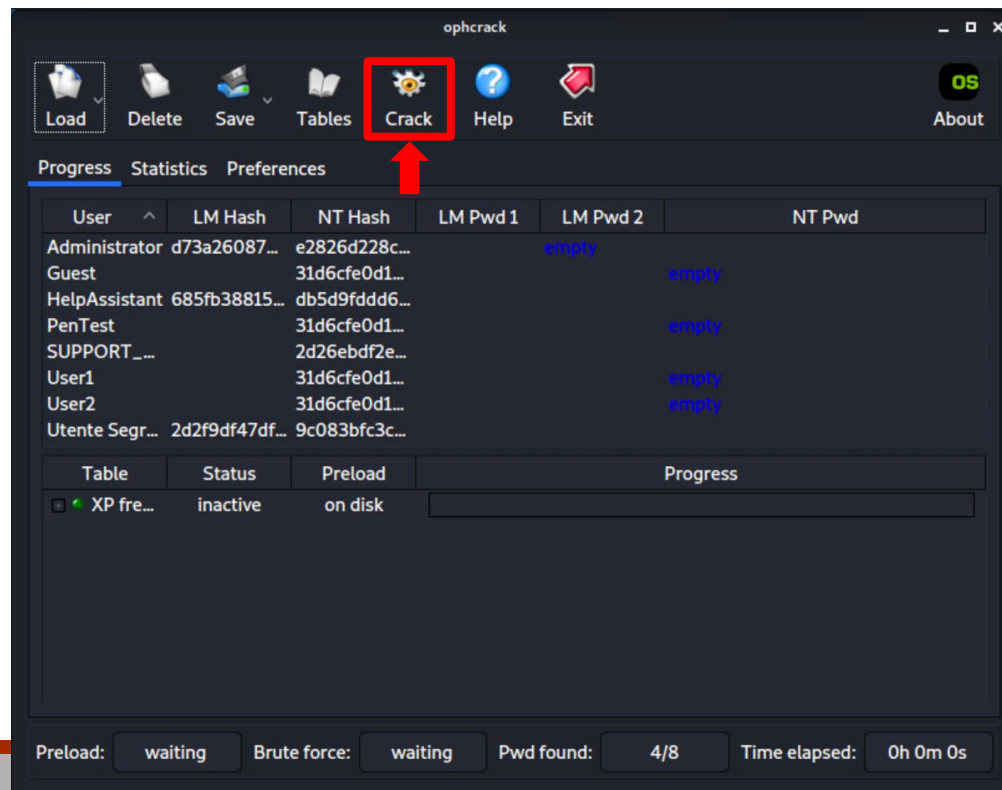 ophcrack
Load Delete Save Tables Crack Help Exit OS About
Progress Statistics Preferences
User LM Hash NT Hash LM Pwd 1 LM Pwd 2 NT Pwd
Administrator d73a26087... e2826d228c... empty
Guest 31d6cfe0d1... empty
HelpAssistant 685fb38815... db5d9fddd6...
PenTest 31d6cfe0d1... empty
SUPPORT_... 2d26ebdf2e...
User1 31d6cfe0d1... empty
User2 31d6cfe0d1... empty
Utente Segr... 2d2f9df47df... 9c083bfc3c...
Table Status Preload Progress
XP fre... inactive on disk
Preload: waiting Brute force: waiting Pwd found: 4/8 Time elapsed: 0h 0m 0s